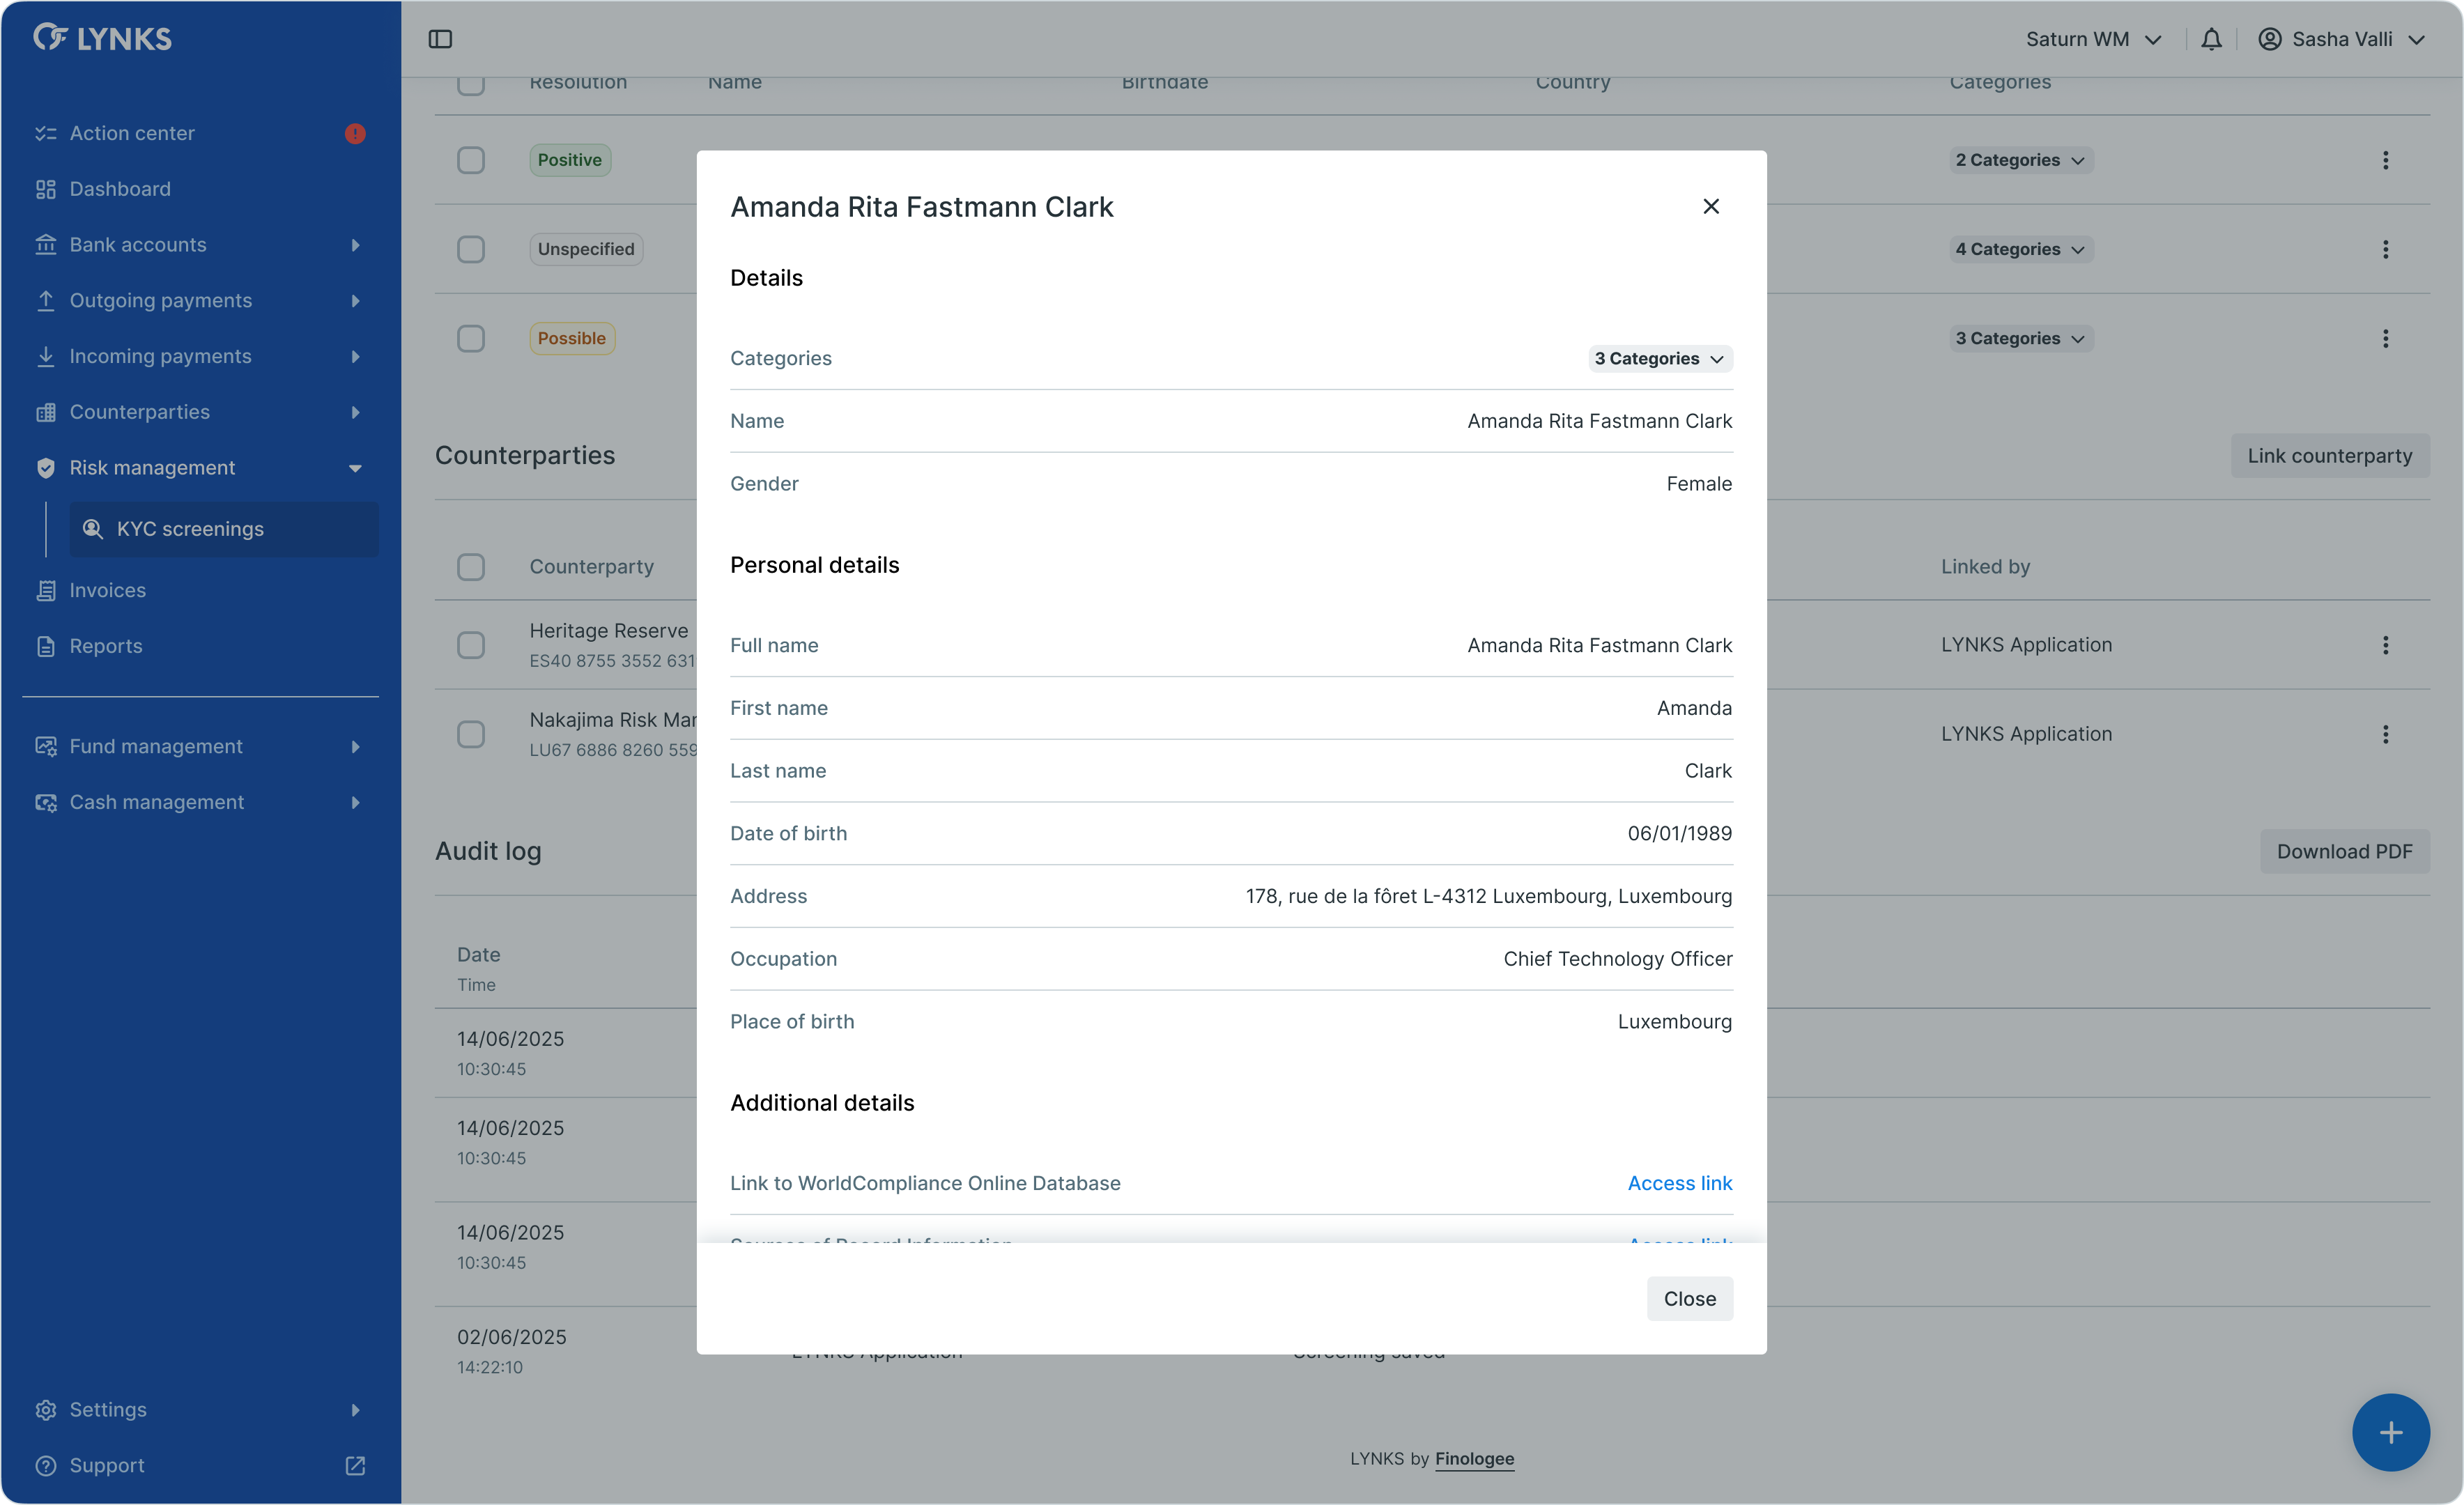 LYNKS
Saturn WM
Sasha Valli
Action center
Dashboard
Bank accounts
Outgoing payments
Incoming payments
Counterparties
Risk management
KYC screenings
Invoices
Reports
Fund management
Cash management
Settings
Support
Resolution Name Birthdate Country Categories
Positive 2 Categories
Unspecified 4 Categories
Possible 3 Categories
Counterparties Link counterparty
Counterparty Linked by
Heritage Reserve LYNKS Application
ES40 8755 3552 631
Nakajima Risk Mar LYNKS Application
LU67 6886 8260 559
Audit log Download PDF
Date
Time
14/06/2025
10:30:45
14/06/2025
10:30:45
14/06/2025
10:30:45
02/06/2025
14:22:10
LYNKS Application Screening saved
Amanda Rita Fastmann Clark
Details
Categories 3 Categories
Name Amanda Rita Fastmann Clark
Gender Female
Personal details
Full name Amanda Rita Fastmann Clark
First name Amanda
Last name Clark
Date of birth 06/01/1989
Address 178, rue de la fôret L-4312 Luxembourg, Luxembourg
Occupation Chief Technology Officer
Place of birth Luxembourg
Additional details
Link to WorldCompliance Online Database Access link
Sources of Record Information Access link
Close
LYNKS by Finologee